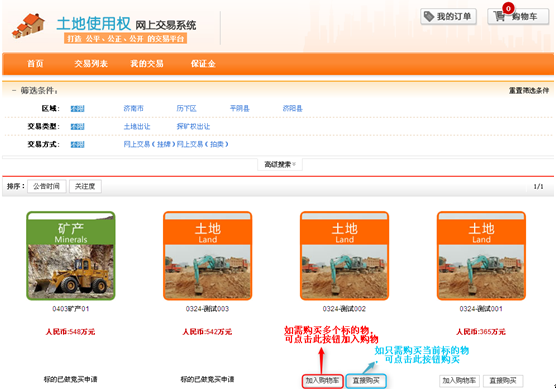 土地使用权 网上交易系统
打造 公平、公正、公开 的交易平台
我的订单
0
购物车
首页 交易列表 我的交易 保证金
筛选条件： 重置筛选条件
区域： 不限 济南市 历下区 平阴县 济阳县
交易类型： 不限 土地出让 探矿权出让
交易方式： 不限 网上交易（挂牌） 网上交易（拍卖）
高级搜索
排序： 公告时间 关注度 1/1
矿产
Minerals
土地
Land
土地
Land
土地
Land
0403矿产01 0324-测试003 0324-测试002 0324-测试001
人民币:548万元 人民币:542万元 人民币:365万元
如需购买多个标的物，
可点击此按钮加入购物
如只需购买当前标的物
，可点击此按钮购买
标的已做竞买申请 标的已做竞买申请 加入购物车 直接购买 加入购物车 直接购买